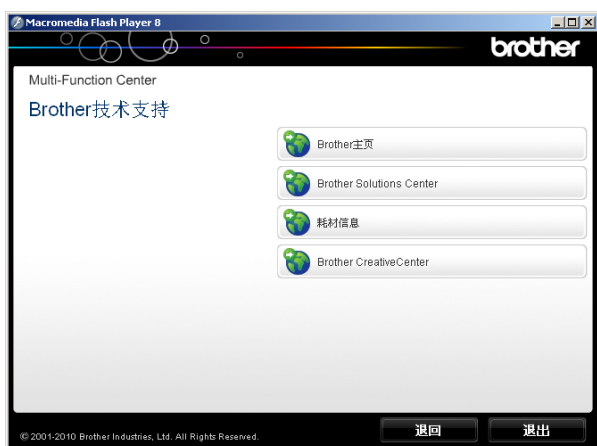 Macromedia Flash Player 8
brother
Multi-Function Center
Brother技术支持
Brother主页
Brother Solutions Center
耗材信息
Brother CreativeCenter
© 2001-2010 Brother Industries, Ltd. All Rights Reserved.
退回
退出